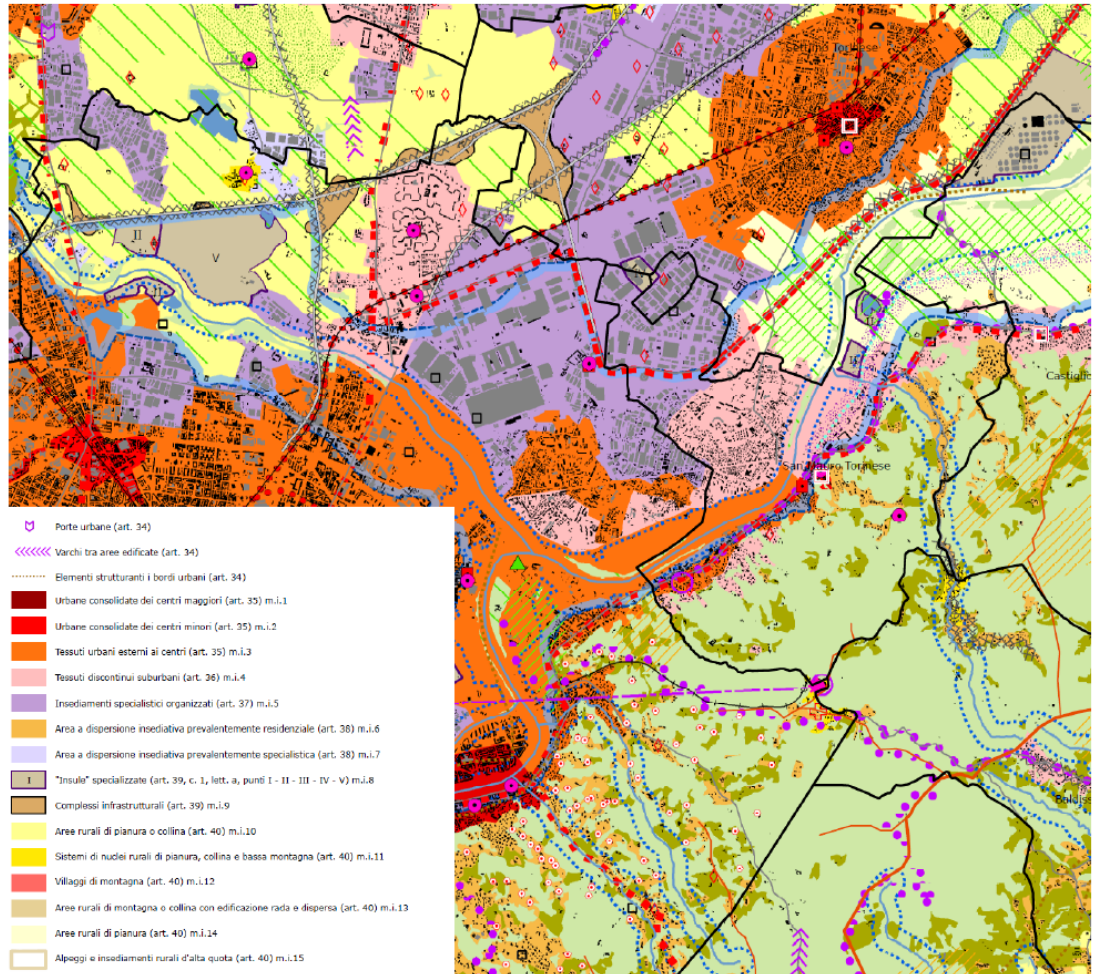 Settimo Torinese
II
V
Castiglio
San Mauro Torinese
Baldiss
Porte urbane (art. 34)
Varchi tra aree edificate (art. 34)
Elementi strutturanti i bordi urbani (art. 34)
Urbane consolidate dei centri maggiori (art. 35) m.i.1
Urbane consolidate dei centri minori (art. 35) m.i.2
Tessuti urbani esterni ai centri (art. 35) m.i.3
Tessuti discontinui suburbani (art. 36) m.i.4
Insediamenti specialistici organizzati (art. 37) m.i.5
Area a dispersione insediativa prevalentemente residenziale (art. 38) m.i.6
Area a dispersione insediativa prevalentemente specialistica (art. 38) m.i.7
I "Insule" specializzate (art. 39, c. 1, lett. a, punti I - II - III - IV - V) m.i.8
Complessi infrastrutturali (art. 39) m.i.9
Aree rurali di pianura o collina (art. 40) m.i.10
Sistemi di nuclei rurali di pianura, collina e bassa montagna (art. 40) m.i.11
Villaggi di montagna (art. 40) m.i.12
Aree rurali di montagna o collina con edificazione rada e dispersa (art. 40) m.i.13
Aree rurali di pianura (art. 40) m.i.14
Alpeggi e insediamenti rurali d'alta quota (art. 40) m.i.15